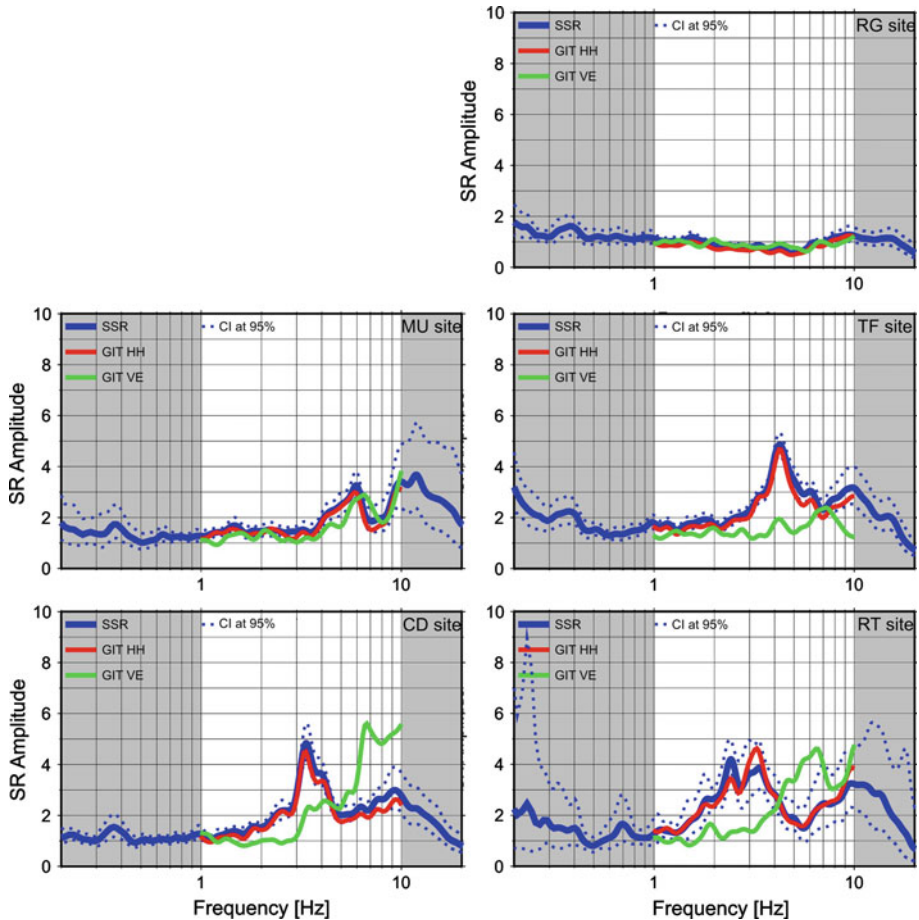 10
8
6
4
2
0
SR Amplitude
SSR
CI at 95%
GIT HH
GIT VE
RG site
1
10
10
8
6
4
2
0
SR Amplitude
SSR
CI at 95%
GIT HH
GIT VE
MU site
1
10
10
8
6
4
2
0
SSR
CI at 95%
GIT HH
GIT VE
TF site
1
10
10
8
6
4
2
0
SR Amplitude
SSR
CI at 95%
GIT HH
GIT VE
CD site
1
10
Frequency [Hz]
10
8
6
4
2
0
SSR
CI at 95%
GIT HH
GIT VE
RT site
1
10
Frequency [Hz]